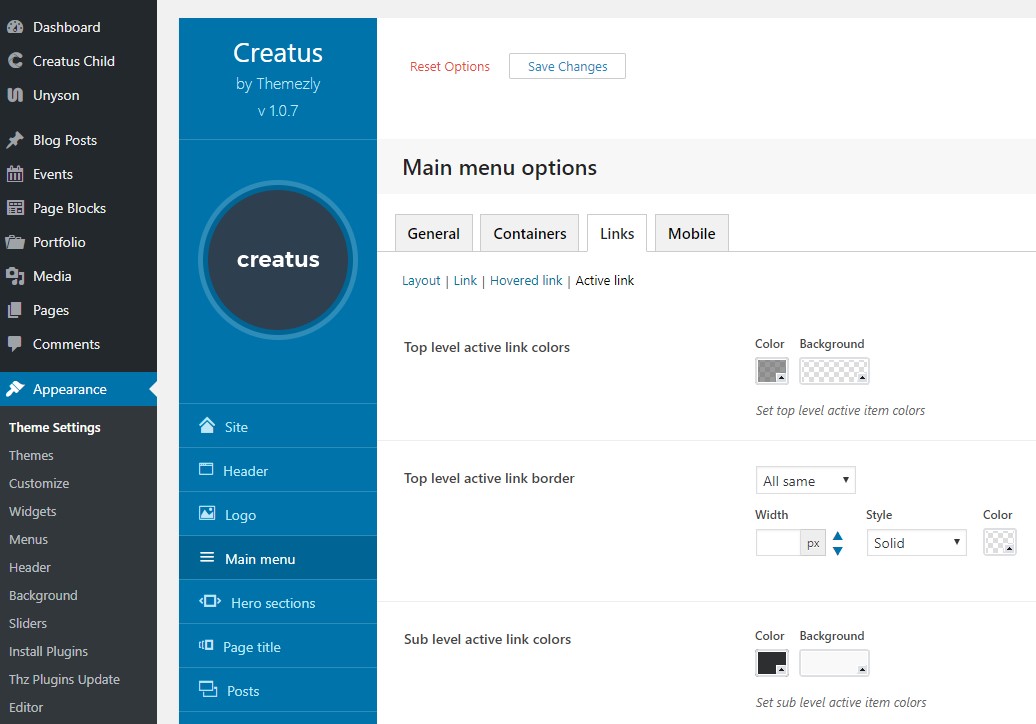 Dashboard
Creatus Child
Unyson
Blog Posts
Events
Page Blocks
Portfolio
Media
Pages
Comments
Appearance
Theme Settings
Themes
Customize
Widgets
Menus
Header
Background
Sliders
Install Plugins
Thz Plugins Update
Editor
Creatus
by Themezly
v 1.0.7
creatus
Site
Header
Logo
Main menu
Hero sections
Page title
Posts
Reset Options Save Changes
Main menu options
General Containers Links Mobile
Layout | Link | Hovered link | Active link
Top level active link colors
Color Background
Set top level active item colors
Top level active link border
All same
Width Style Color
px Solid
Sub level active link colors
Color Background
Set sub level active item colors